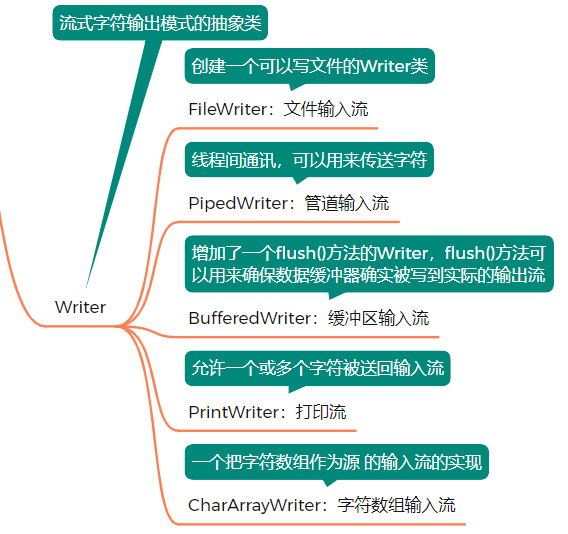 流式字符输出模式的抽象类
创建一个可以写文件的Writer类
FileWriter：文件输入流
线程间通讯，可以用来传送字符
PipedWriter：管道输入流
增加了一个flush()方法的Writer，flush()方法可
以用来确保数据缓冲器确实被写到实际的输出流
Writer
BufferedWriter：缓冲区输入流
允许一个或多个字符被送回输入流
PrintWriter：打印流
一个把字符数组作为源 的输入流的实现
CharArrayWriter：字符数组输入流